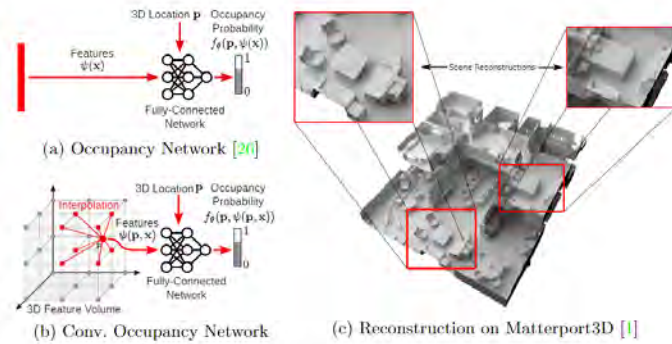 3D Location p
Occupancy
Probability
fθ(p, ψ(x))
Features
ψ(x)
1
0
Fully-Connected
Network
(a) Occupancy Network [26]
3D Location p
Occupancy
Probability
fθ(p, ψ(p, x))
Interpolation
Features
ψ(p, x)
p
1
0
Fully-Connected
Network
3D Feature Volume
(b) Conv. Occupancy Network
Scene Reconstructions
(c) Reconstruction on Matterport3D [1]